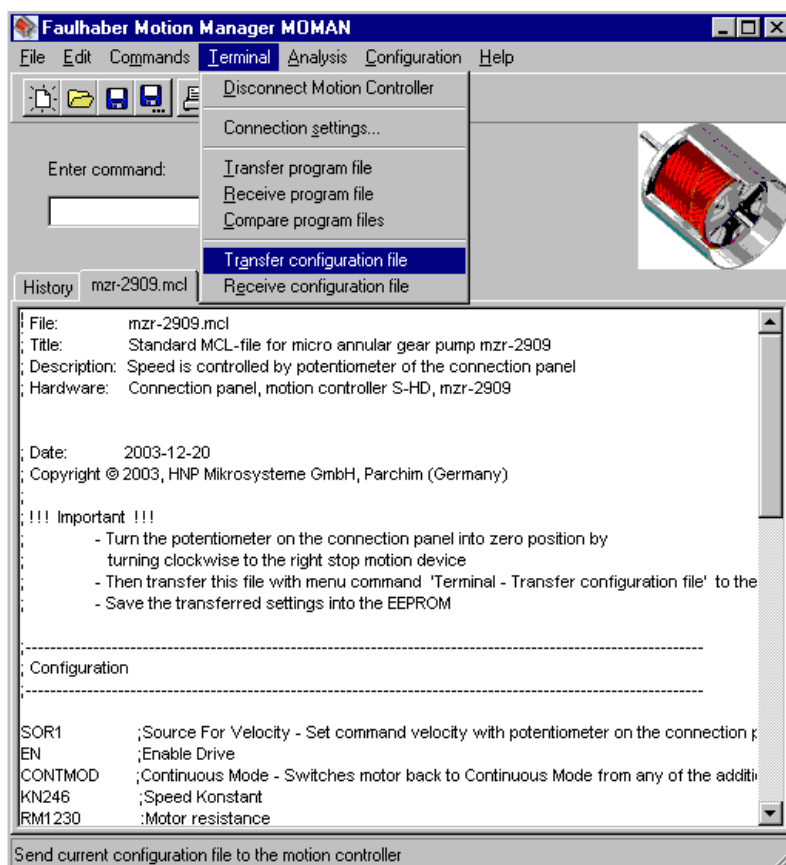 Faulhaber Motion Manager MOMAN
File Edit Commands Terminal Analysis Configuration Help
Disconnect Motion Controller
Connection settings...
Transfer program file
Receive program file
Compare program files
Transfer configuration file
Receive configuration file
Enter command:
History mzr-2909.mcl
; File: mzr-2909.mcl
; Title: Standard MCL-file for micro annular gear pump mzr-2909
; Description: Speed is controlled by potentiometer of the connection panel
; Hardware: Connection panel, motion controller S-HD, mzr-2909
; Date: 2003-12-20
; Copyright © 2003, HNP Mikrosysteme GmbH, Parchim (Germany)
;
; !!! Important !!!
; - Turn the potentiometer on the connection panel into zero position by
; turning clockwise to the right stop motion device
; - Then transfer this file with menu command 'Terminal - Transfer configuration file' to the
; - Save the transferred settings into the EEPROM
;--------------------------------------------------------------------------------
; Configuration
;--------------------------------------------------------------------------------
SOR1 ;Source For Velocity - Set command velocity with potentiometer on the connection p
EN ;Enable Drive
CONTMOD ;Continuous Mode - Switches motor back to Continuous Mode from any of the additi
KN246 ;Speed Konstant
RM1230 ;Motor resistance
Send current configuration file to the motion controller